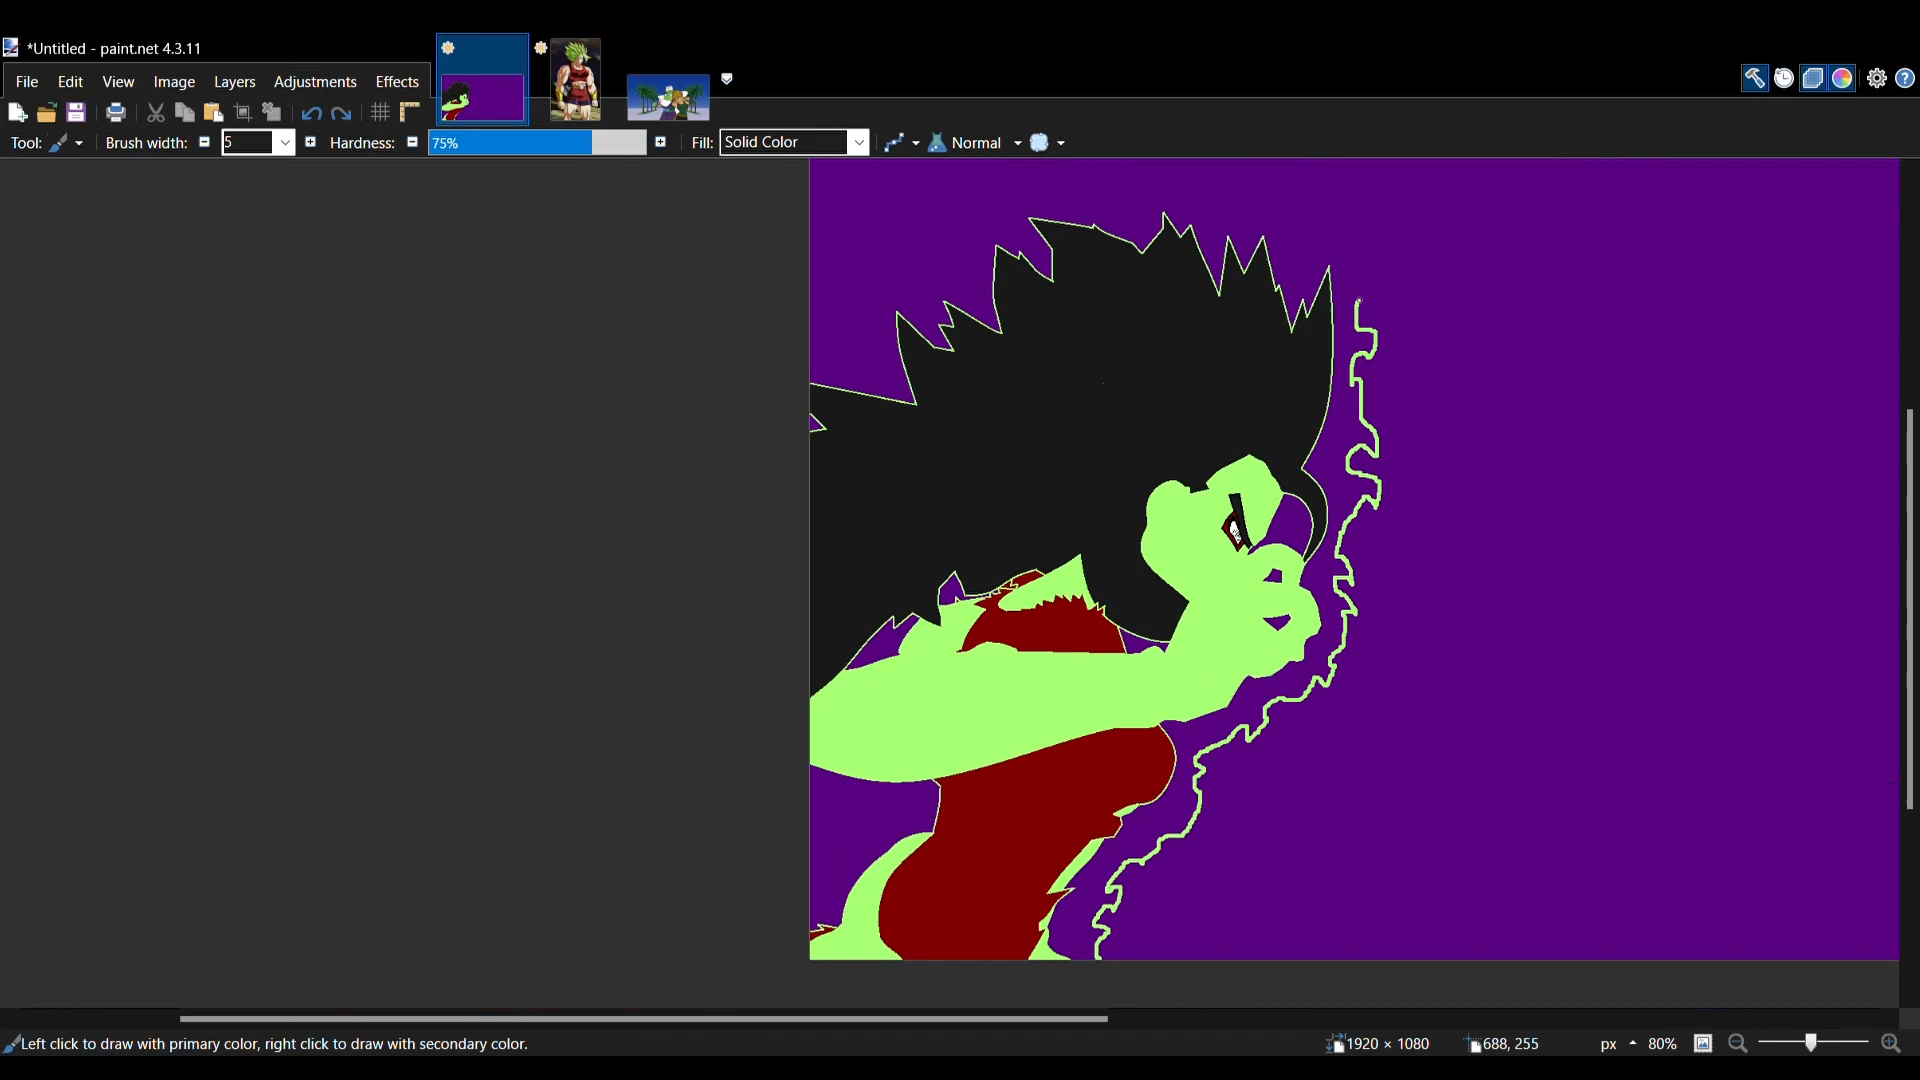 *Untitled - paint.net 4.3.11
File Edit View Image Layers Adjustments Effects
Tool: Brush width: 5 Hardness: 75% Fill: Solid Color Normal
Left click to draw with primary color, right click to draw with secondary color. 1920 × 1080 688, 255 px 80%